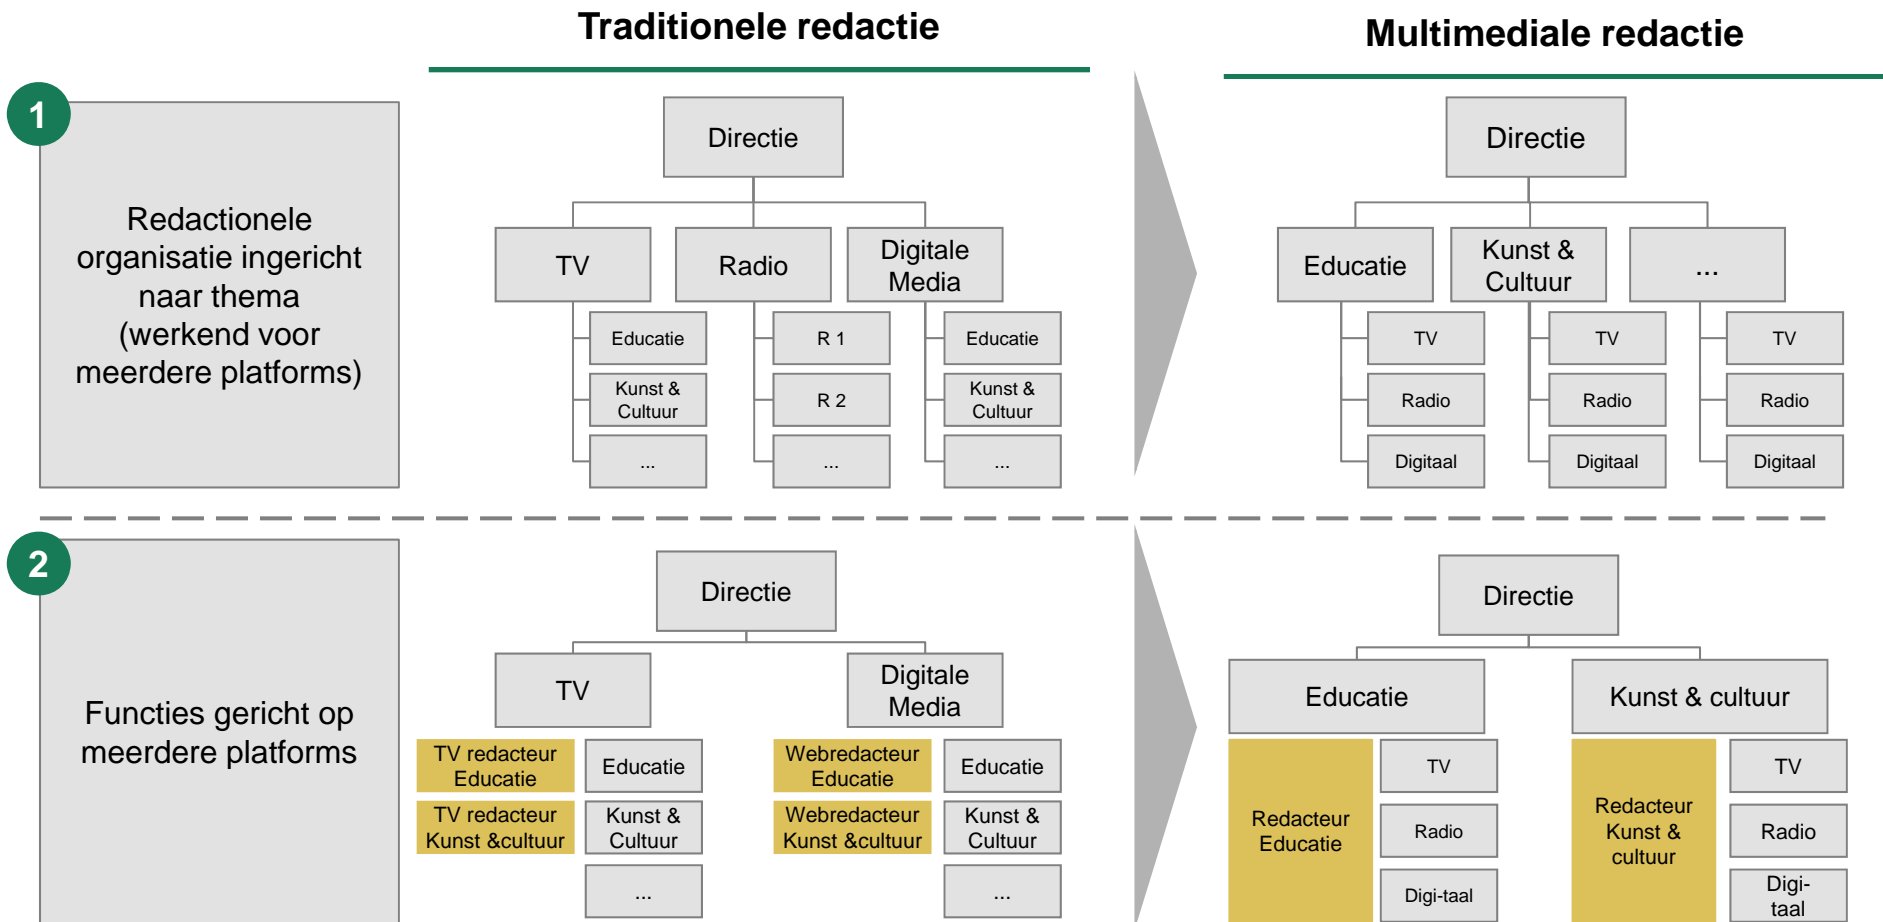 Traditionele redactie
Multimediale redactie
1
Redactionele
organisatie ingericht
naar thema
(werkend voor
meerdere platforms)
Directie
TV
Radio
Digitale
Media
Educatie
Kunst &
Cultuur
...
R 1
R 2
...
Educatie
Kunst &
Cultuur
...
Directie
Educatie
Kunst &
Cultuur
...
TV
Radio
Digitaal
TV
Radio
Digitaal
TV
Radio
Digitaal
2
Functies gericht op
meerdere platforms
Directie
TV
Digitale
Media
TV redacteur
Educatie
TV redacteur
Kunst &cultuur
Educatie
Kunst &
Cultuur
...
Webredacteur
Educatie
Webredacteur
Kunst &cultuur
Educatie
Kunst &
Cultuur
...
Directie
Educatie
Kunst & cultuur
Redacteur
Educatie
TV
Radio
Digi-taal
Redacteur
Kunst &
cultuur
TV
Radio
Digi-
taal